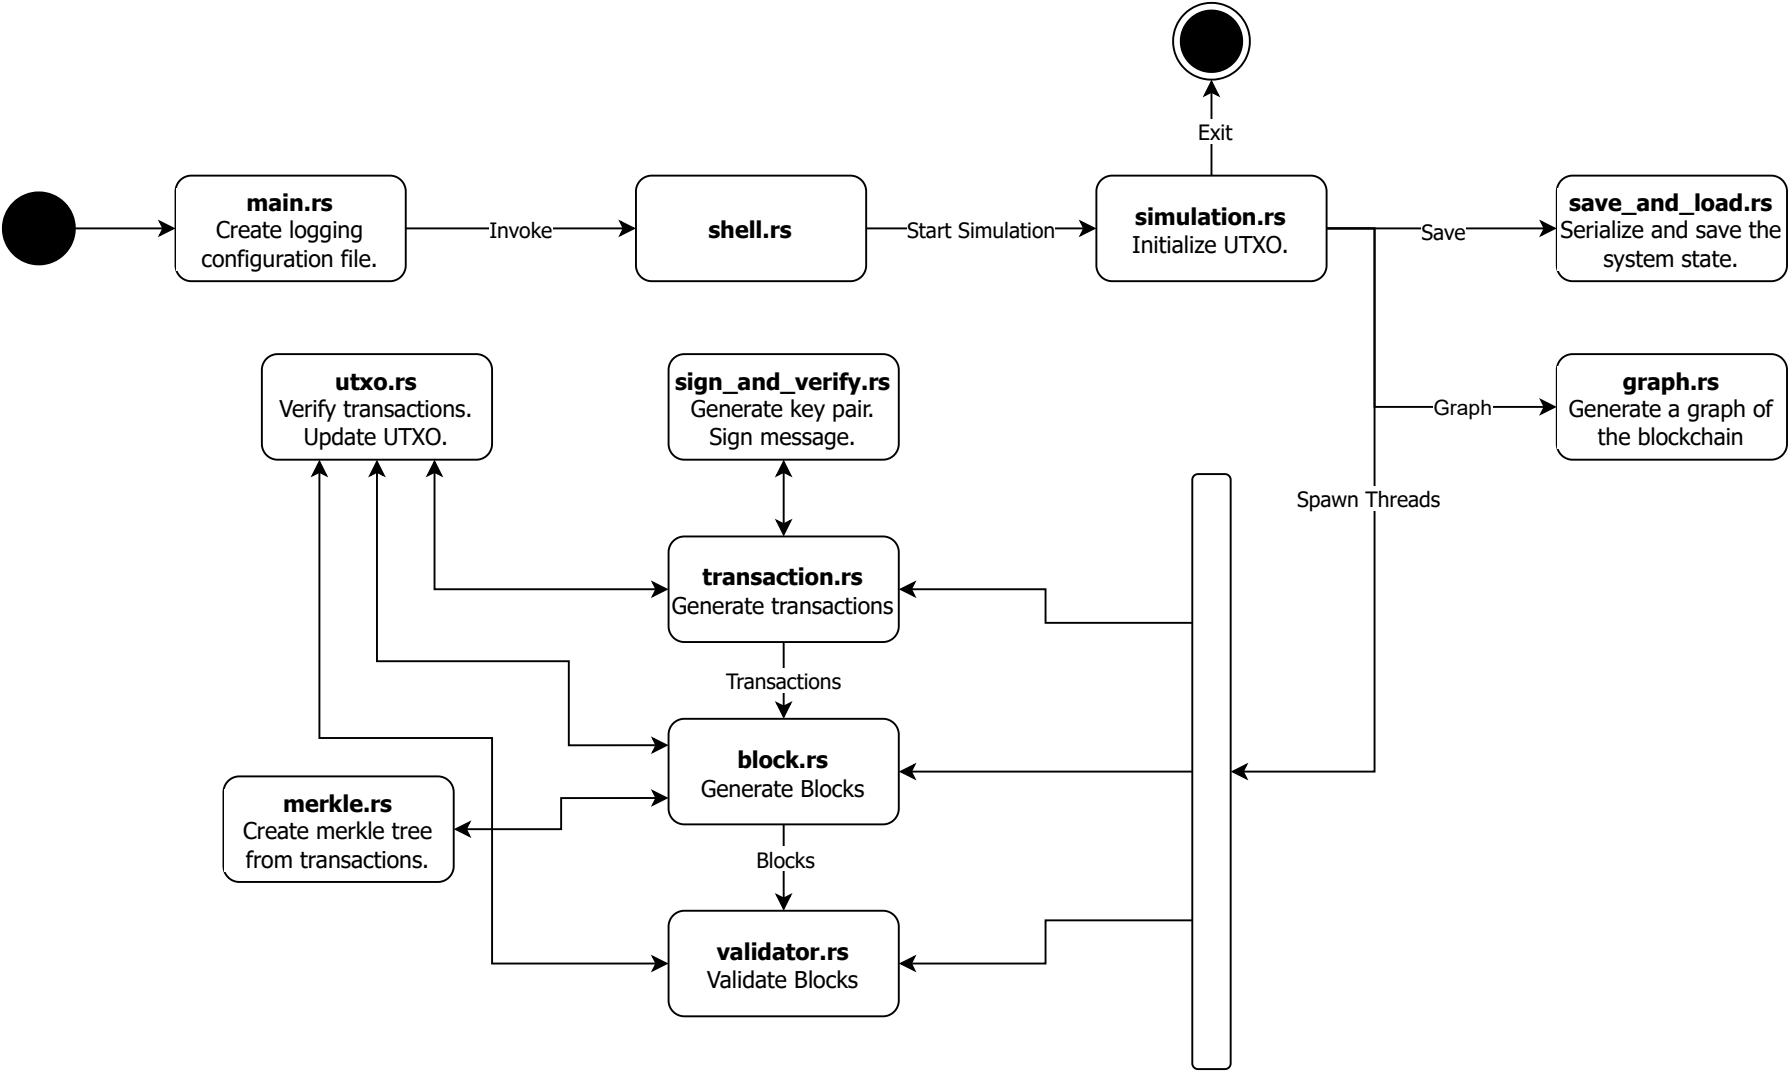 Exit
main.rs
Create logging
configuration file.
Invoke
shell.rs
Start Simulation
simulation.rs
Initialize UTXO.
Save
save_and_load.rs
Serialize and save the
system state.
utxo.rs
Verify transactions.
Update UTXO.
sign_and_verify.rs
Generate key pair.
Sign message.
Graph
graph.rs
Generate a graph of
the blockchain
Spawn Threads
transaction.rs
Generate transactions
Transactions
block.rs
Generate Blocks
merkle.rs
Create merkle tree
from transactions.
Blocks
validator.rs
Validate Blocks